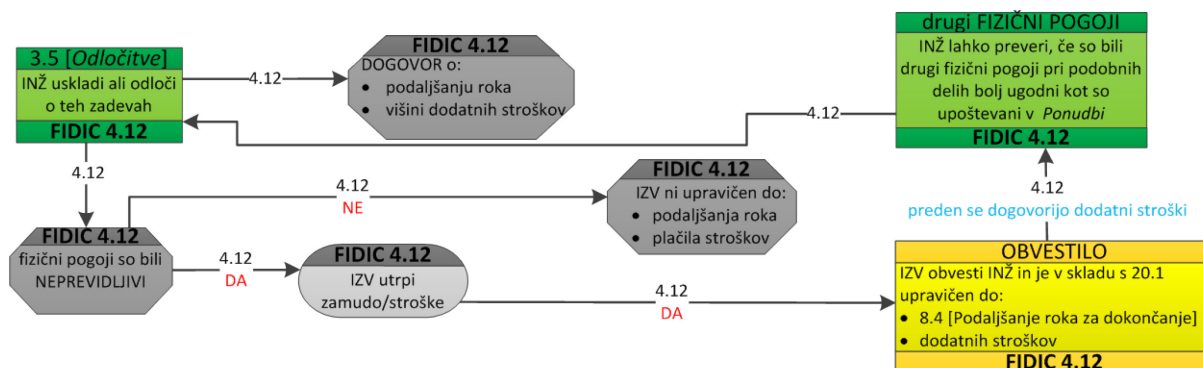 3.5 [Odločitve]
INŽ uskladi ali odloči
o teh zadevah
FIDIC 4.12
4.12
FIDIC 4.12
DOGOVOR o:
• podaljšanju roka
• višini dodatnih stroškov
drugi FIZIČNI POGOJI
INŽ lahko preveri, če so bili
drugi fizični pogoji pri podobnih
delih bolj ugodni kot so
upoštevani v Ponudbi
FIDIC 4.12
4.12
4.12
4.12
NE
FIDIC 4.12
IZV ni upravičen do:
• podaljšanja roka
• plačila stroškov
4.12
preden se dogovorijo dodatni stroški
FIDIC 4.12
fizični pogoji so bili
NEPREVIDLJIVI
4.12
DA
FIDIC 4.12
IZV utrpi
zamudo/stroške
4.12
DA
OBVESTILO
IZV obvesti INŽ in je v skladu s 20.1
upravičen do:
• 8.4 [Podaljšanje roka za dokončanje]
• dodatnih stroškov
FIDIC 4.12